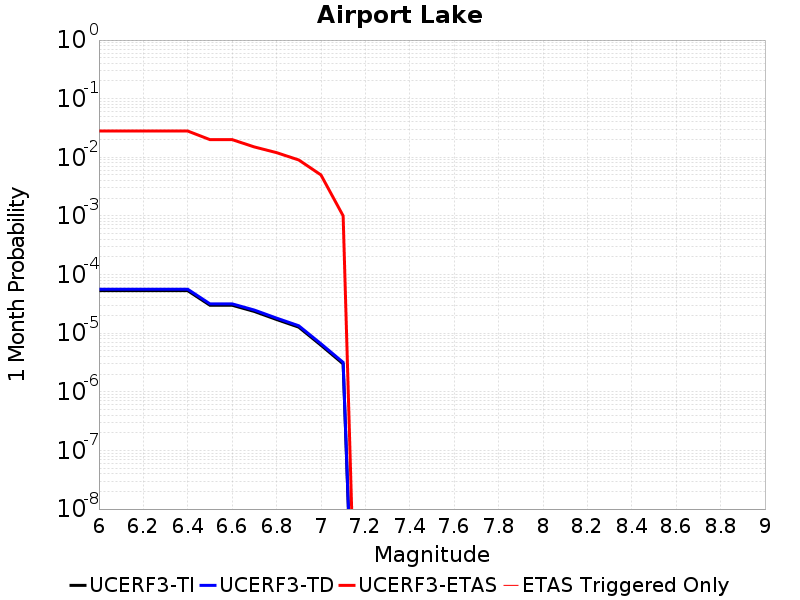 Airport Lake
10^0
10^-1
10^-2
10^-3
10^-4
10^-5
10^-6
10^-7
10^-8
1 Month Probability
6 6.2 6.4 6.6 6.8 7 7.2 7.4 7.6 7.8 8 8.2 8.4 8.6 8.8 9
Magnitude
UCERF3-TI UCERF3-TD UCERF3-ETAS ETAS Triggered Only